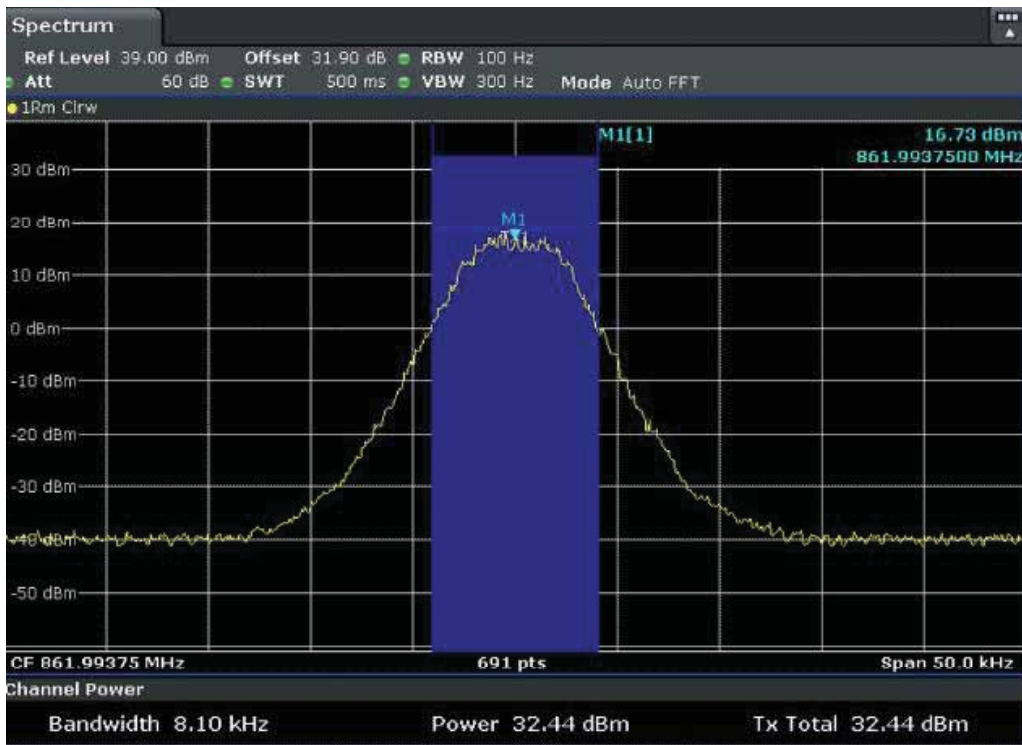 Spectrum
Ref Level 39.00 dBm Offset 31.90 dB RBW 100 Hz
Att 60 dB SWT 500 ms VBW 300 Hz Mode Auto FFT
1Rm Clrw
M1[1] 16.73 dBm
861.9937500 MHz
30 dBm
M1
20 dBm
10 dBm
0 dBm
-10 dBm
-20 dBm
-30 dBm
-40 dBm
-50 dBm
CF 861.99375 MHz 691 pts Span 50.0 kHz
Channel Power
Bandwidth 8.10 kHz Power 32.44 dBm Tx Total 32.44 dBm